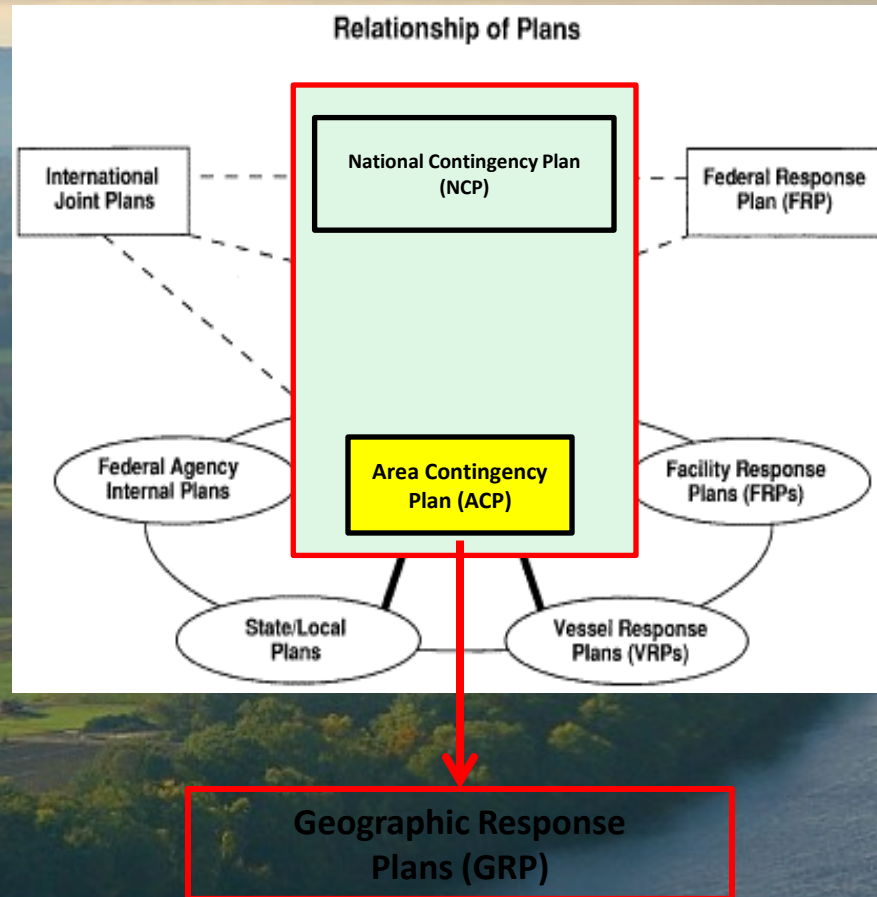 Relationship of Plans
National Contingency Plan
(NCP)
International
Joint Plans
Federal Response
Plan (FRP)
Federal Agency
Internal Plans
Area Contingency
Plan (ACP)
Facility Response
Plans (FRPs)
State/Local
Plans
Vessel Response
Plans (VRPs)
Geographic Response
Plans (GRP)